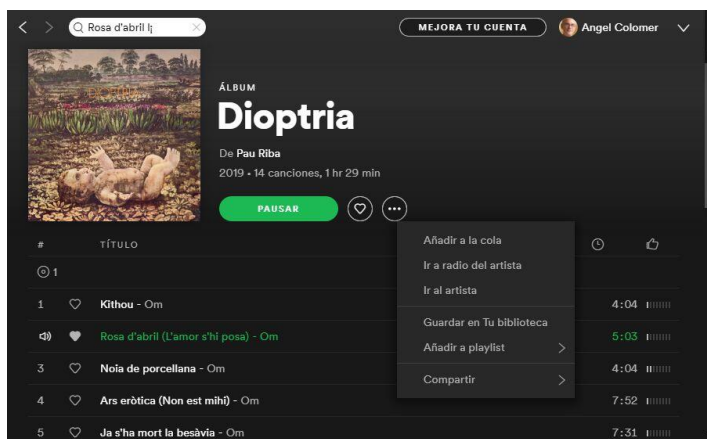 Rosa d'abril lj
MEJORA TU CUENTA
Angel Colomer
ÁLBUM
Dioptria
De Pau Riba
2019 • 14 canciones, 1 hr 29 min
PAUSAR
Añadir a la cola
Ir a radio del artista
Ir al artista
Guardar en Tu biblioteca
Añadir a playlist
Compartir
# TÍTULO
1
1 Kithou - Om 4:04
Rosa d'abril (L'amor s'hi posa) - Om 5:03
3 Noia de porcellana - Om 4:04
4 Ars eròtica (Non est mihi) - Om 7:52
5 Ja s'ha mort la besàvia - Om 7:31